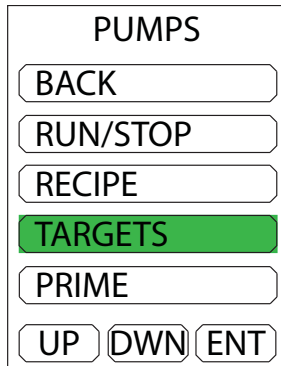 PUMPS
BACK
RUN/STOP
RECIPE
TARGETS
PRIME
UP DWN ENT